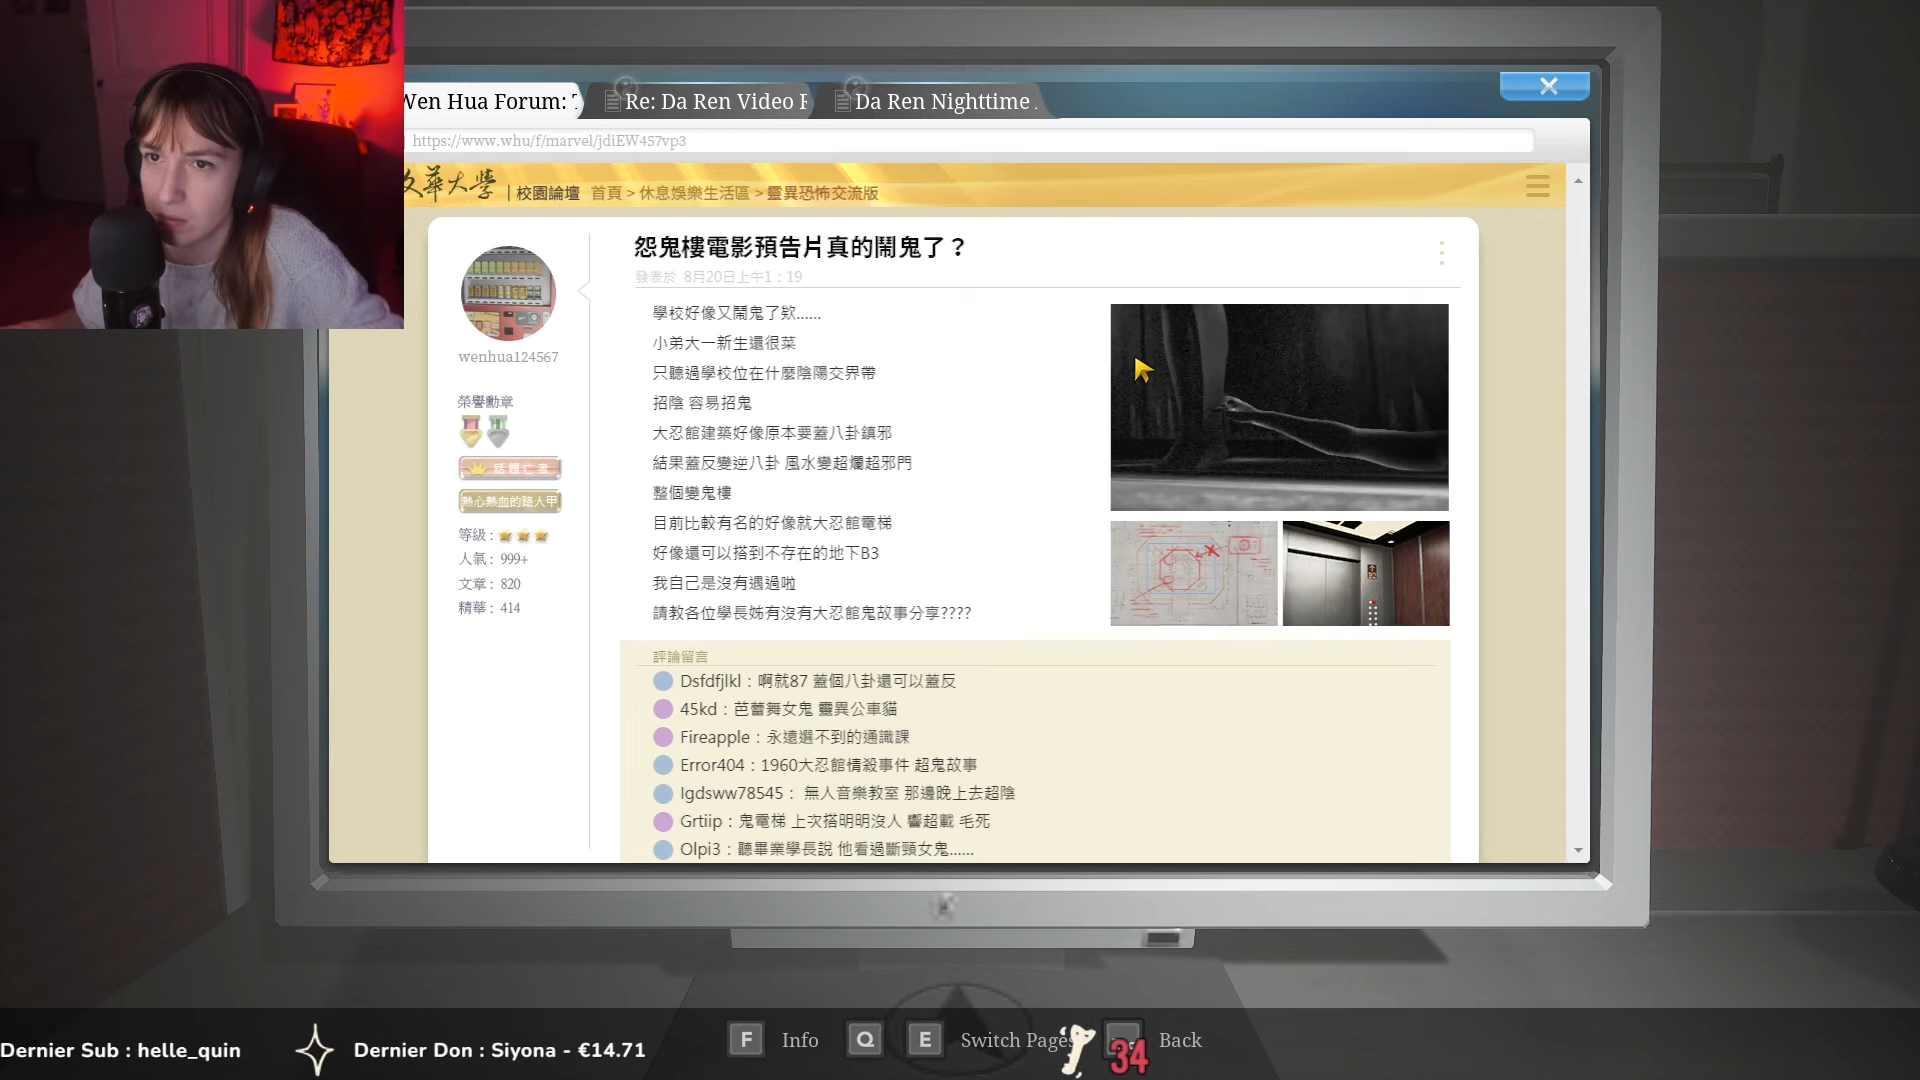 Wen Hua Forum: T
Re: Da Ren Video F
Da Ren Nighttime
https://www.whu/f/marvel/jdiEW457vp3
文華大學 | 校園論壇 首頁 > 休息娛樂生活區 > 靈異恐怖交流版
怨鬼樓電影預告片真的鬧鬼了？
發表於 8月20日上午1：19
wenhua124567
榮譽勳章
話題亡者
熱心熱血的路人甲
等級：
人氣：999+
文章：820
精華：414
學校好像又鬧鬼了欸......
小弟大一新生還很菜
只聽過學校位在什麼陰陽交界帶
招陰 容易招鬼
大忍館建築好像原本要蓋八卦鎮邪
結果蓋反變逆八卦 風水變超爛超邪門
整個變鬼樓
目前比較有名的好像就大忍館電梯
好像還可以搭到不存在的地下B3
我自己是沒有遇過啦
請教各位學長姊有沒有大忍館鬼故事分享????
評論留言
Dsfdfjlkl：啊就87 蓋個八卦還可以蓋反
45kd：芭蕾舞女鬼 靈異公車貓
Fireapple：永遠選不到的通識課
Error404：1960大忍館情殺事件 超鬼故事
lgdsww78545： 無人音樂教室 那邊晚上去超陰
Grtiip：鬼電梯 上次搭明明沒人 響超載 毛死
Olpi3：聽畢業學長說 他看過斷頸女鬼......
F Info Q E Switch Pages Back
34
Dernier Sub : helle_quin
Dernier Don : Siyona - €14.71